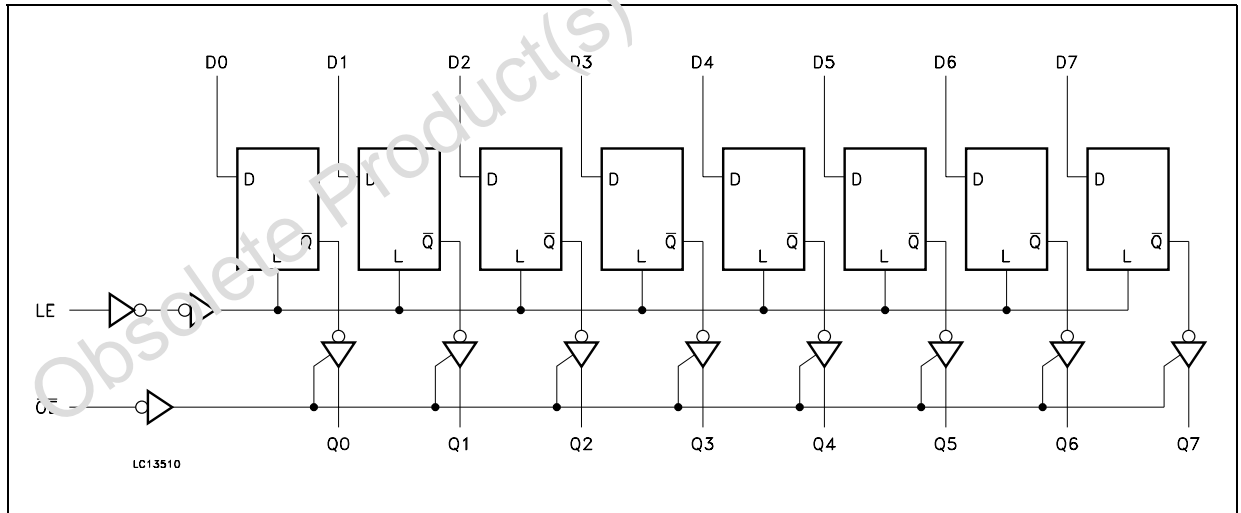 Obsolete Product(s)
D0 D1 D2 D3 D4 D5 D6 D7
D D D D D D D D
Q̅ Q̅ Q̅ Q̅ Q̅ Q̅ Q̅ Q̅
L L L L L L L L
LE
O̅E̅
Q0 Q1 Q2 Q3 Q4 Q5 Q6 Q7
LC13510